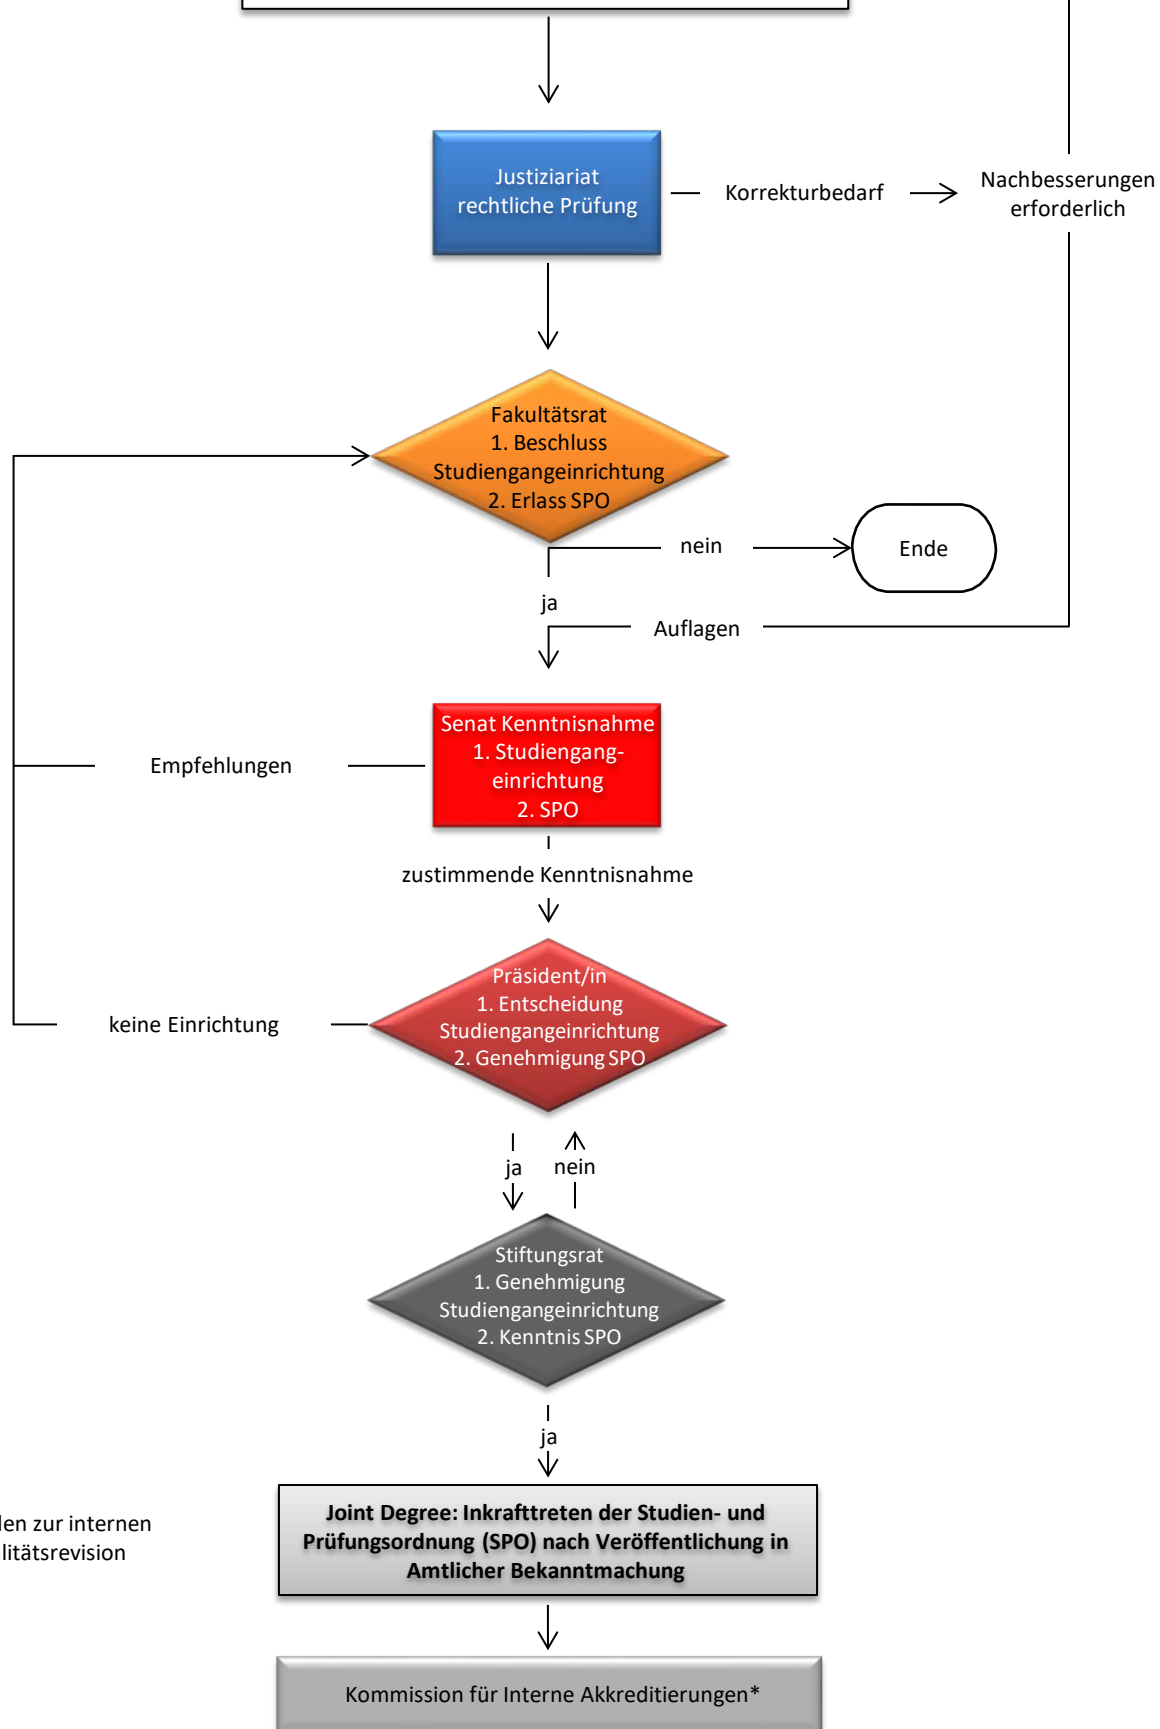 Justiziariat
rechtliche Prüfung
Korrekturbedarf
Nachbesserungen
erforderlich
Fakultätsrat
1. Beschluss
Studiengangeinrichtung
2. Erlass SPO
nein
Ende
ja
Auflagen
Senat Kenntnisnahme
1. Studiengang-
einrichtung
2. SPO
Empfehlungen
zustimmende Kenntnisnahme
Präsident/in
1. Entscheidung
Studiengangeinrichtung
2. Genehmigung SPO
keine Einrichtung
ja
nein
Stiftungsrat
1. Genehmigung
Studiengangeinrichtung
2. Kenntnis SPO
ja
Joint Degree: Inkrafttreten der Studien- und
Prüfungsordnung (SPO) nach Veröffentlichung in
Amtlicher Bekanntmachung
zur internen
Kommission für Interne Akkreditierungen*